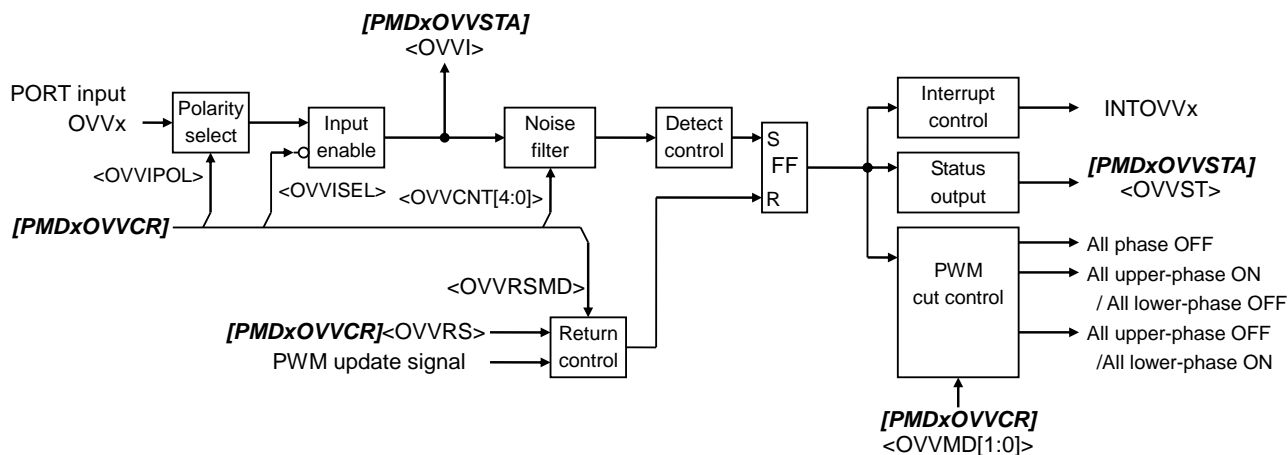 [PMDxOVVSTA]
<OVVI>
PORT input
OVVx
Polarity
select
Input
enable
Noise
filter
Detect
control
S
FF
R
Interrupt
control
INTOVVx
Status
output
[PMDxOVVSTA]
<OVVST>
<OVVIPOL>
<OVVISEL>
<OVVCNT[4:0]>
[PMDxOVVCR]
<OVVRSMD>
[PMDxOVVCR]<OVVRS>
PWM update signal
Return
control
PWM
cut control
All phase OFF
All upper-phase ON
/ All lower-phase OFF
All upper-phase OFF
/All lower-phase ON
[PMDxOVVCR]
<OVVMD[1:0]>